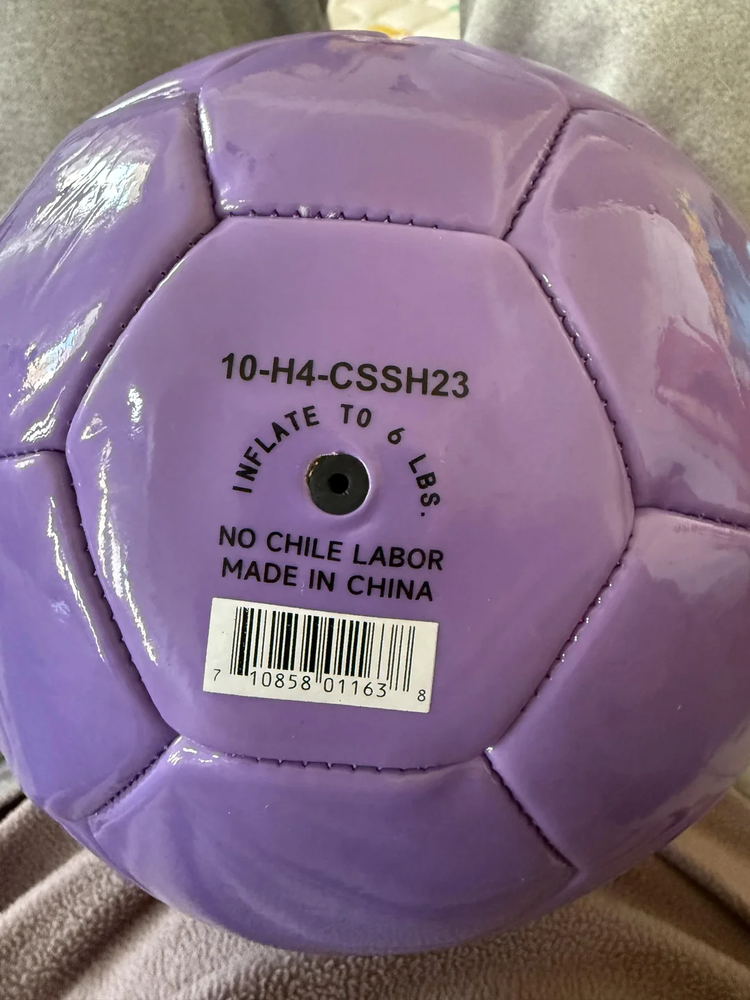 10-H4-CSSH23
INFLATE TO 6 LBS.
NO CHILE LABOR
MADE IN CHINA
7 10858 01163 8